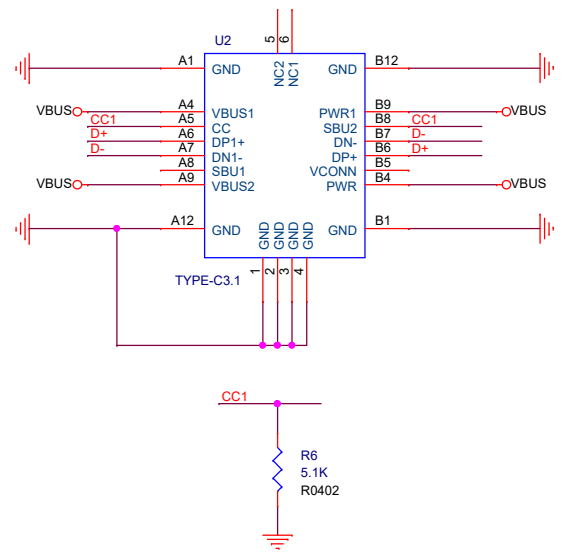 U2
5
6
NC2
NC1
A1
GND
GND
B12
VBUS
A4
VBUS1
PWR1
B9
VBUS
CC1
A5
CC
SBU2
B8
CC1
D+
A6
DP1+
DN-
B7
D-
D-
A7
DN1-
DP+
B6
D+
A8
SBU1
VCONN
B5
VBUS
A9
VBUS2
PWR
B4
VBUS
A12
GND
GND
GND
GND
GND
GND
B1
1
2
3
4
TYPE-C3.1
CC1
R6
5.1K
R0402